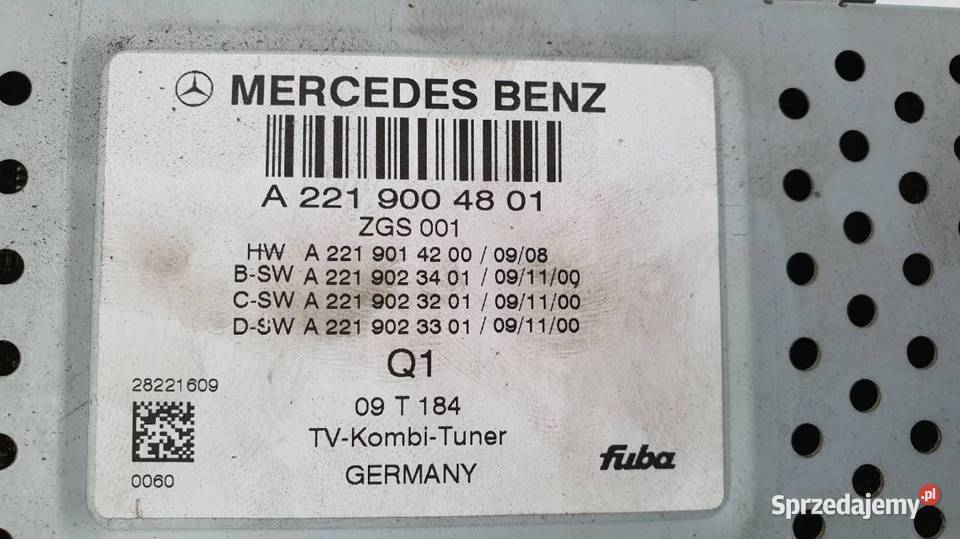 MERCEDES BENZ
A 221 900 48 01
ZGS 001
HW A 221 901 42 00 / 09/08
B-SW A 221 902 34 01 / 09/11/00
C-SW A 221 902 32 01 / 09/11/00
D-SW A 221 902 33 01 / 09/11/00
Q1
28221609
09 T 184
TV-Kombi-Tuner
fuba
0060
GERMANY
Sprzedajemy.pl